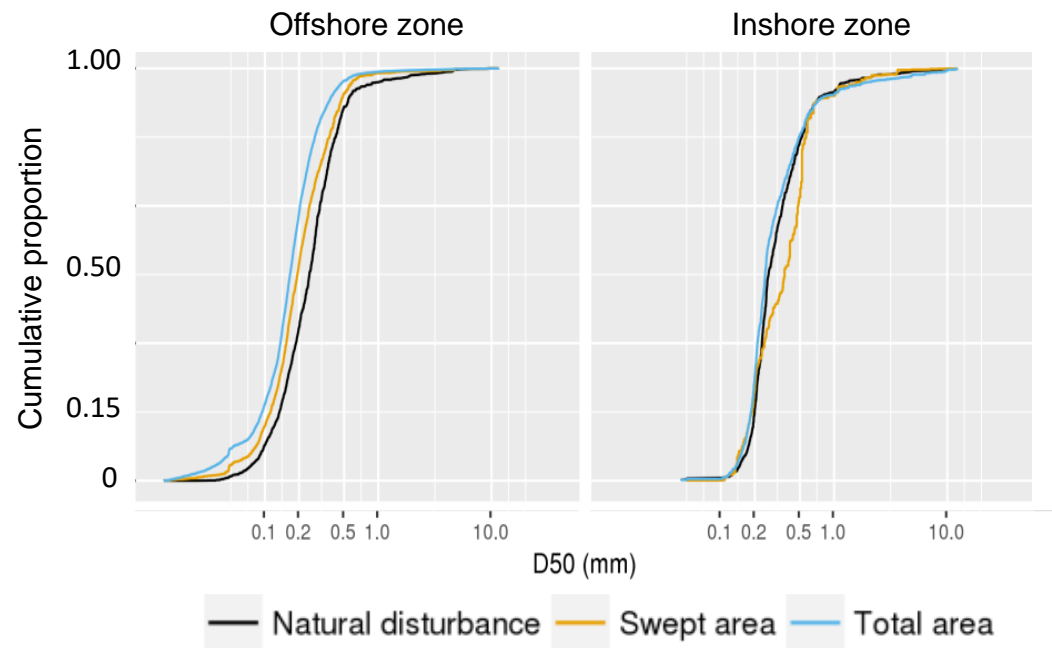 Offshore zone Inshore zone
Cumulative proportion
1.00
0.50
0.15
0
0.1 0.2 0.5 1.0 10.0 0.1 0.2 0.5 1.0 10.0
D50 (mm)
Natural disturbance Swept area Total area